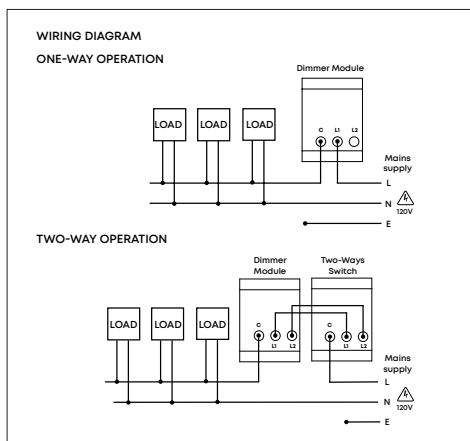 WIRING DIAGRAM
ONE-WAY OPERATION
Dimmer Module
LOAD LOAD LOAD
C L1 L2
Mains
supply
L
N
120V
E
TWO-WAY OPERATION
Dimmer
Module
Two-Ways
Switch
LOAD LOAD LOAD
C L1 L2
C L1 L2
Mains
supply
L
N
120V
E